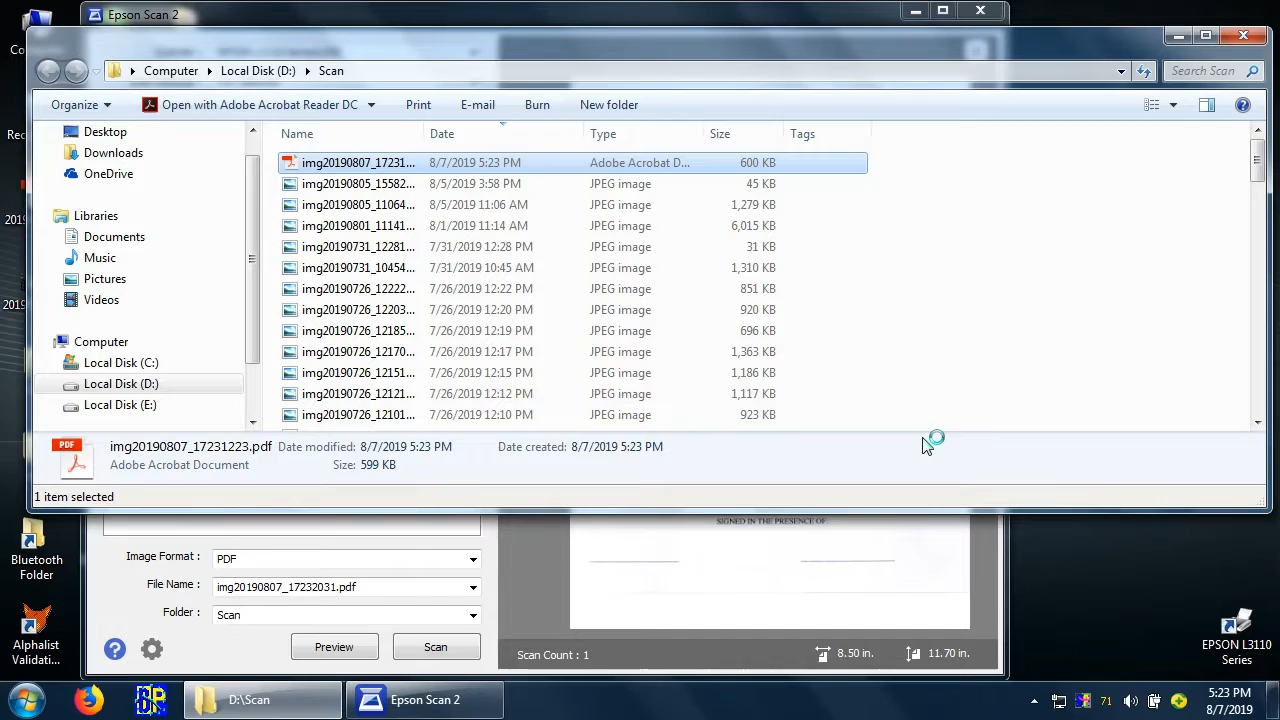 Epson Scan 2
Computer Local Disk (D:) Scan
Search Scan
Organize Open with Adobe Acrobat Reader DC Print E-mail Burn New folder
Name Date Type Size Tags
Desktop
Downloads
OneDrive
Libraries
Documents
Music
Pictures
Videos
Computer
Local Disk (C:)
Local Disk (D:)
Local Disk (E:)
img20190807_17231... 8/7/2019 5:23 PM Adobe Acrobat D... 600 KB
img20190805_15582... 8/5/2019 3:58 PM JPEG image 45 KB
img20190805_11064... 8/5/2019 11:06 AM JPEG image 1,279 KB
img20190801_11141... 8/1/2019 11:14 AM JPEG image 6,015 KB
img20190731_12281... 7/31/2019 12:28 PM JPEG image 31 KB
img20190731_10454... 7/31/2019 10:45 AM JPEG image 1,310 KB
img20190726_12222... 7/26/2019 12:22 PM JPEG image 851 KB
img20190726_12203... 7/26/2019 12:20 PM JPEG image 920 KB
img20190726_12185... 7/26/2019 12:19 PM JPEG image 696 KB
img20190726_12170... 7/26/2019 12:17 PM JPEG image 1,363 KB
img20190726_12151... 7/26/2019 12:15 PM JPEG image 1,186 KB
img20190726_12121... 7/26/2019 12:12 PM JPEG image 1,117 KB
img20190726_12101... 7/26/2019 12:10 PM JPEG image 923 KB
PDF
img20190807_17231223.pdf Date modified: 8/7/2019 5:23 PM Date created: 8/7/2019 5:23 PM
Adobe Acrobat Document Size: 599 KB
1 item selected
SIGNED IN THE PRESENCE OF:
Image Format : PDF
File Name : img20190807_17232031.pdf
Folder : Scan
Preview Scan
Scan Count : 1 8.50 in. 11.70 in.
Bluetooth
Folder
Alphalist
Validati...
EPSON L3110
Series
D:\Scan Epson Scan 2
71
5:23 PM
8/7/2019